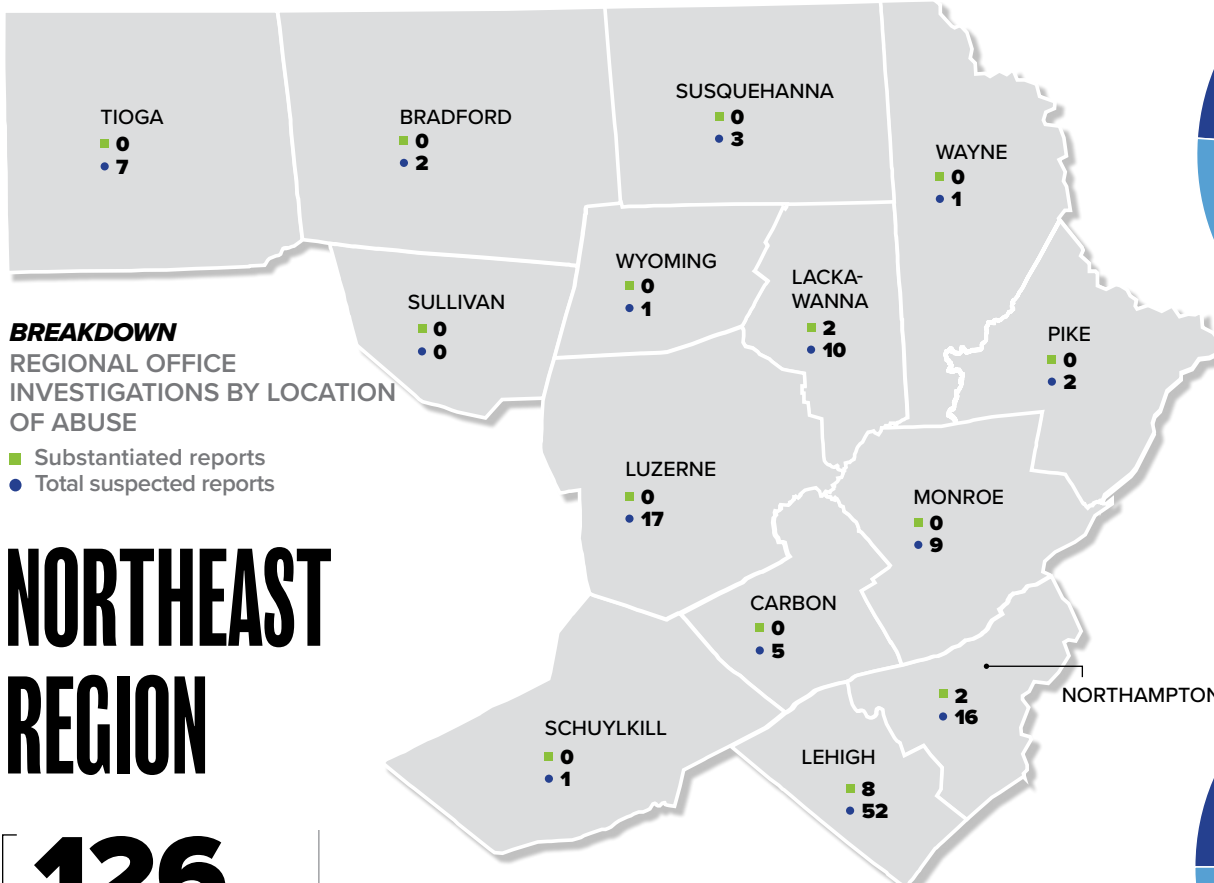 TIOGA
0
7
BRADFORD
0
2
SUSQUEHANNA
0
3
WAYNE
0
1
SULLIVAN
0
0
WYOMING
0
1
LACKA-
WANNA
2
10
PIKE
0
2
BREAKDOWN
REGIONAL OFFICE
INVESTIGATIONS BY LOCATION
OF ABUSE
Substantiated reports
Total suspected reports
LUZERNE
0
17
MONROE
0
9
CARBON
0
5
NORTHAMPTON
2
16
SCHUYLKILL
0
1
LEHIGH
8
52
NORTHEAST
REGION
126